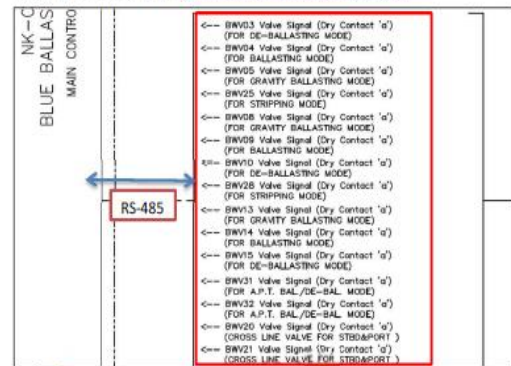 NK-C
BLUE BALLAS
MAIN CONTRO
RS-485
<-- BWV03 Valve Signal (Dry Contact 'a')
(FOR DE-BALLASTING MODE)
<-- BWV04 Valve Signal (Dry Contact 'a')
(FOR BALLASTING MODE)
<-- BWV05 Valve Signal (Dry Contact 'a')
(FOR GRAVITY BALLASTING MODE)
<-- BWV25 Valve Signal (Dry Contact 'a')
(FOR STRIPPING MODE)
<-- BWV08 Valve Signal (Dry Contact 'a')
(FOR GRAVITY BALLASTING MODE)
<-- BWV09 Valve Signal (Dry Contact 'a')
(FOR BALLASTING MODE)
<-- BWV10 Valve Signal (Dry Contact 'a')
(FOR DE-BALLASTING MODE)
<-- BWV26 Valve Signal (Dry Contact 'a')
(FOR STRIPPING MODE)
<-- BWV13 Valve Signal (Dry Contact 'a')
(FOR GRAVITY BALLASTING MODE)
<-- BWV14 Valve Signal (Dry Contact 'a')
(FOR BALLASTING MODE)
<-- BWV15 Valve Signal (Dry Contact 'a')
(FOR DE-BALLASTING MODE)
<-- BWV31 Valve Signal (Dry Contact 'a')
(FOR A.P.T. BAL./DE-BAL. MODE)
<-- BWV32 Valve Signal (Dry Contact 'a')
(FOR A.P.T. BAL./DE-BAL. MODE)
<-- BWV20 Valve Signal (Dry Contact 'a')
(CROSS LINE VALVE FOR STBD&PORT )
<-- BWV21 Valve Signal (Dry Contact 'a')
(CROSS LINE VALVE FOR STBD&PORT )